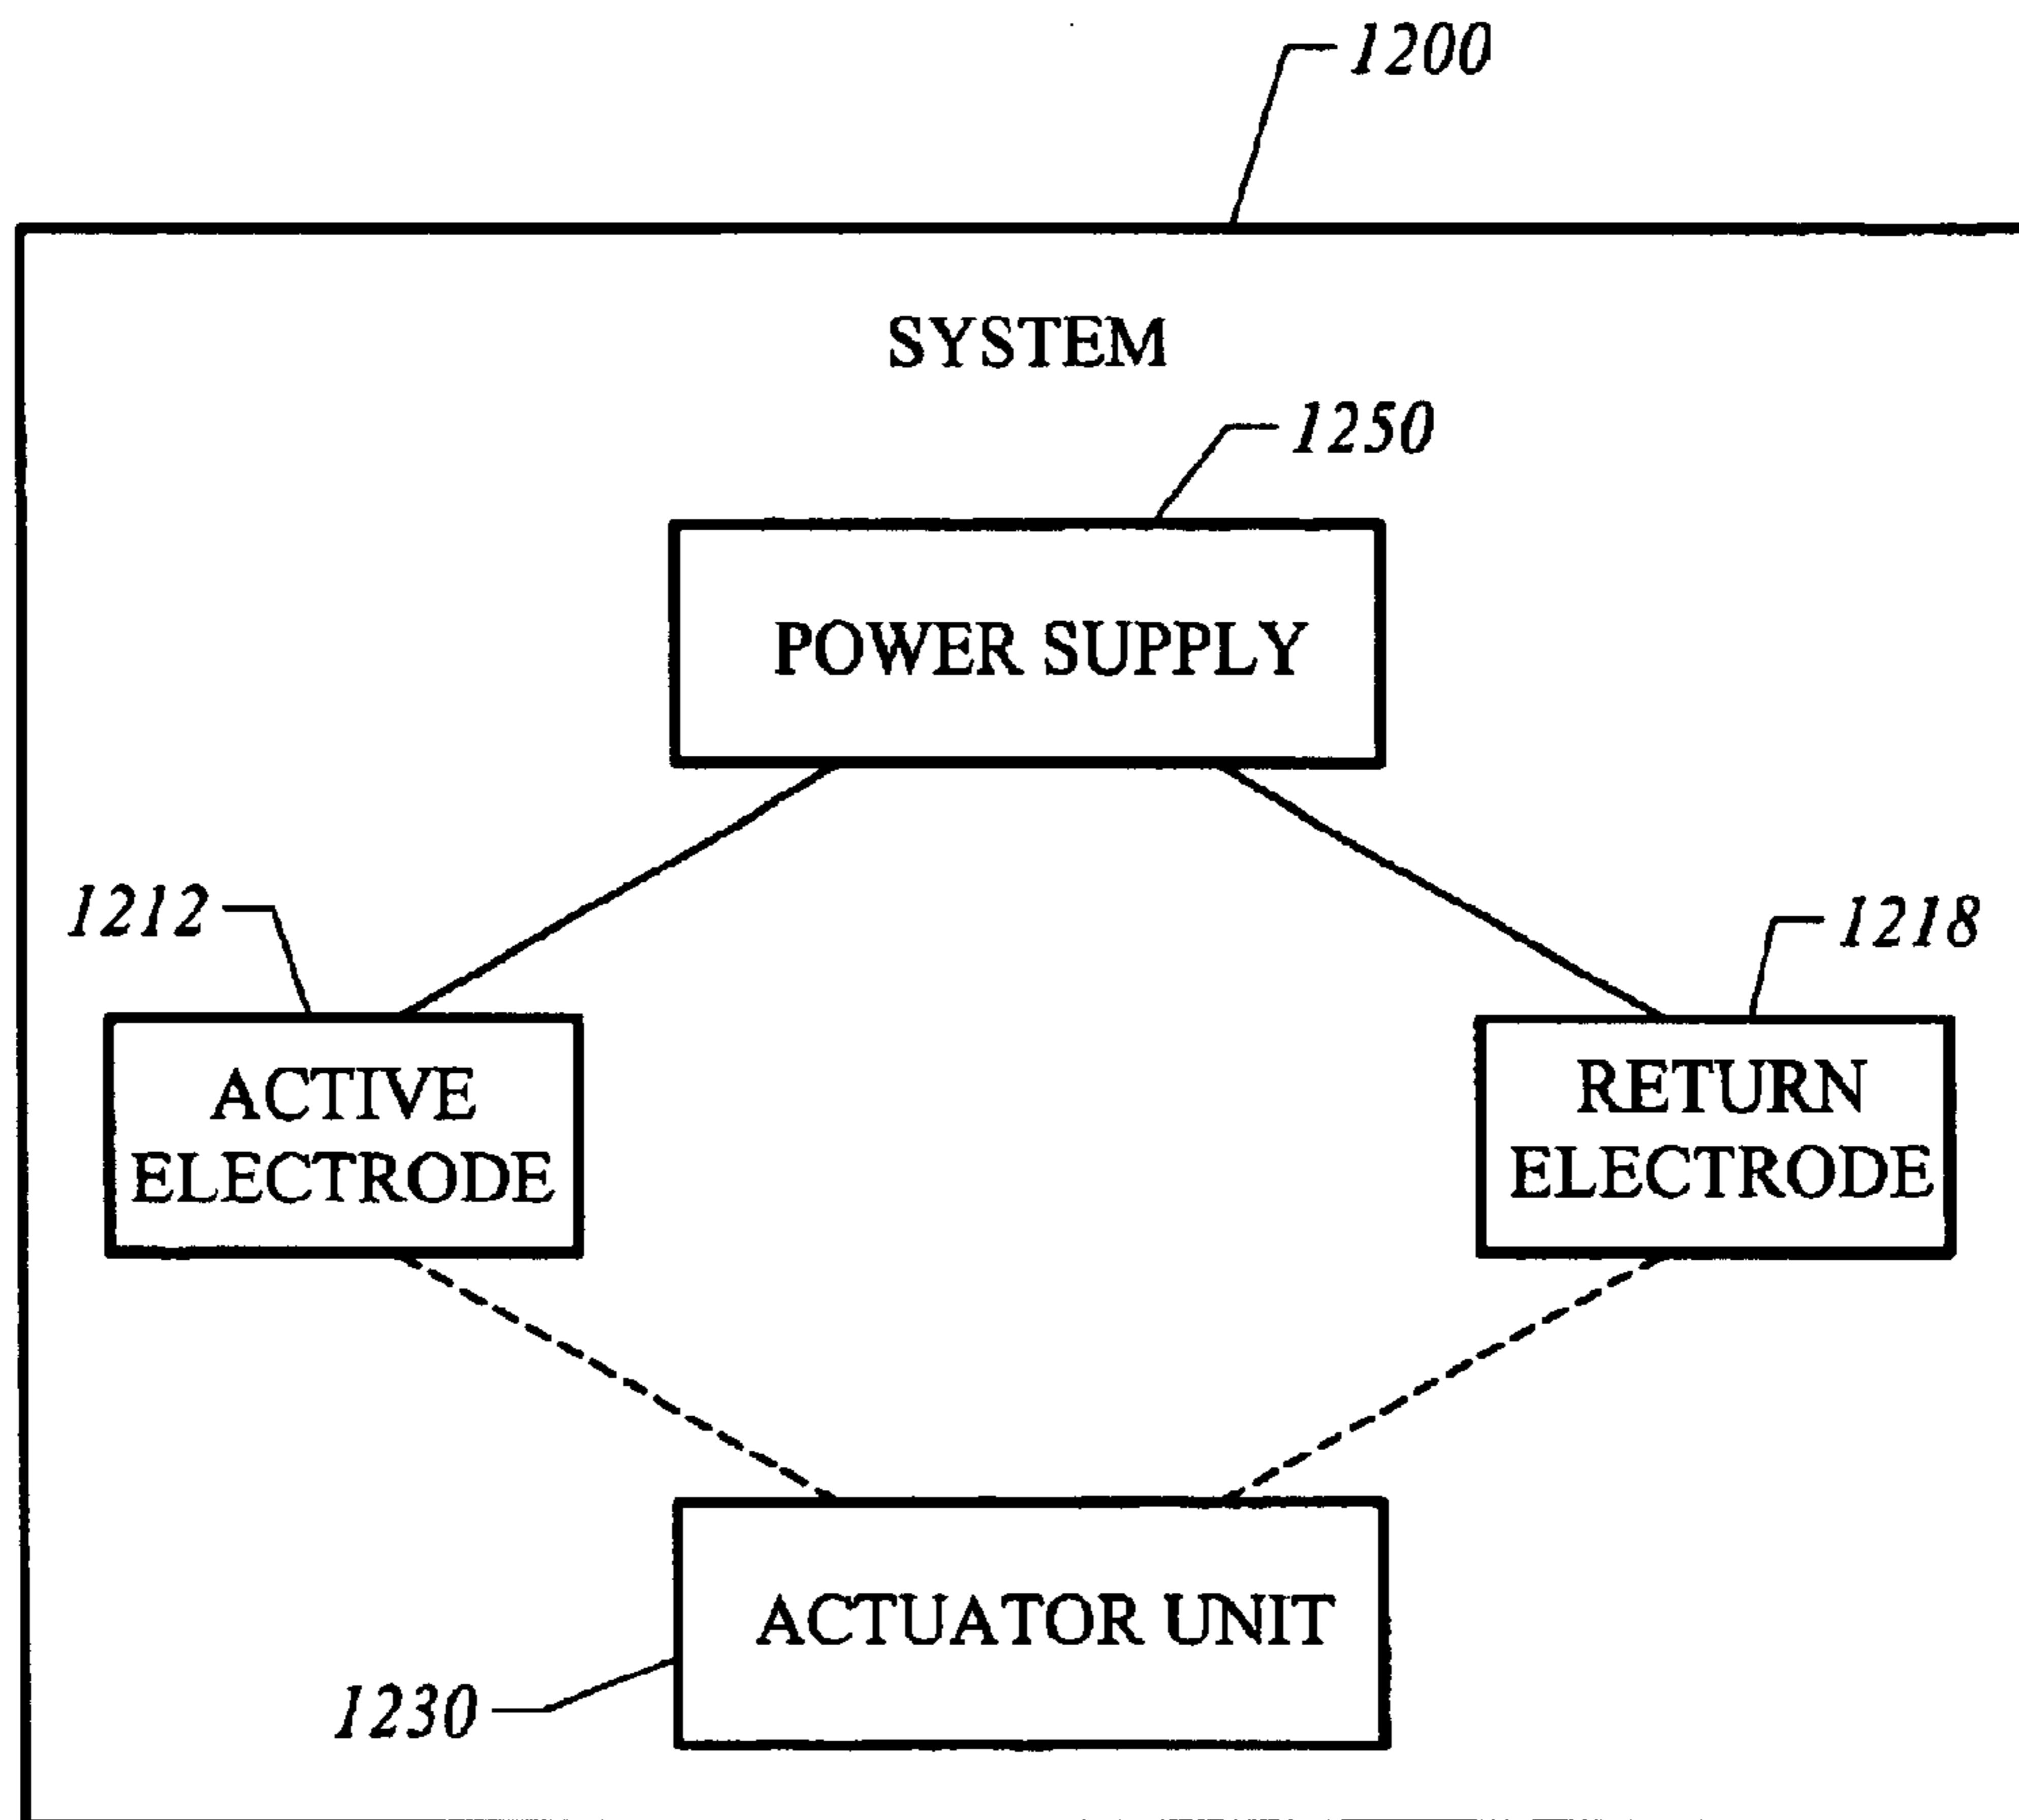 1200
SYSTEM
1250
POWER SUPPLY
1212
1218
ACTIVE
ELECTRODE
RETURN
ELECTRODE
ACTUATOR UNIT
1230